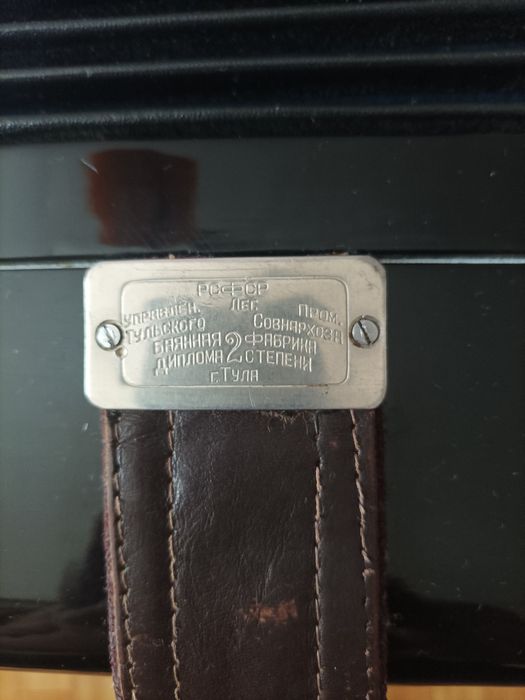 РСФСР
Управлен. Лег. Пром.
Тульского Совнархоза
Баянная фабрика
Диплома 2 степени
г. Тула